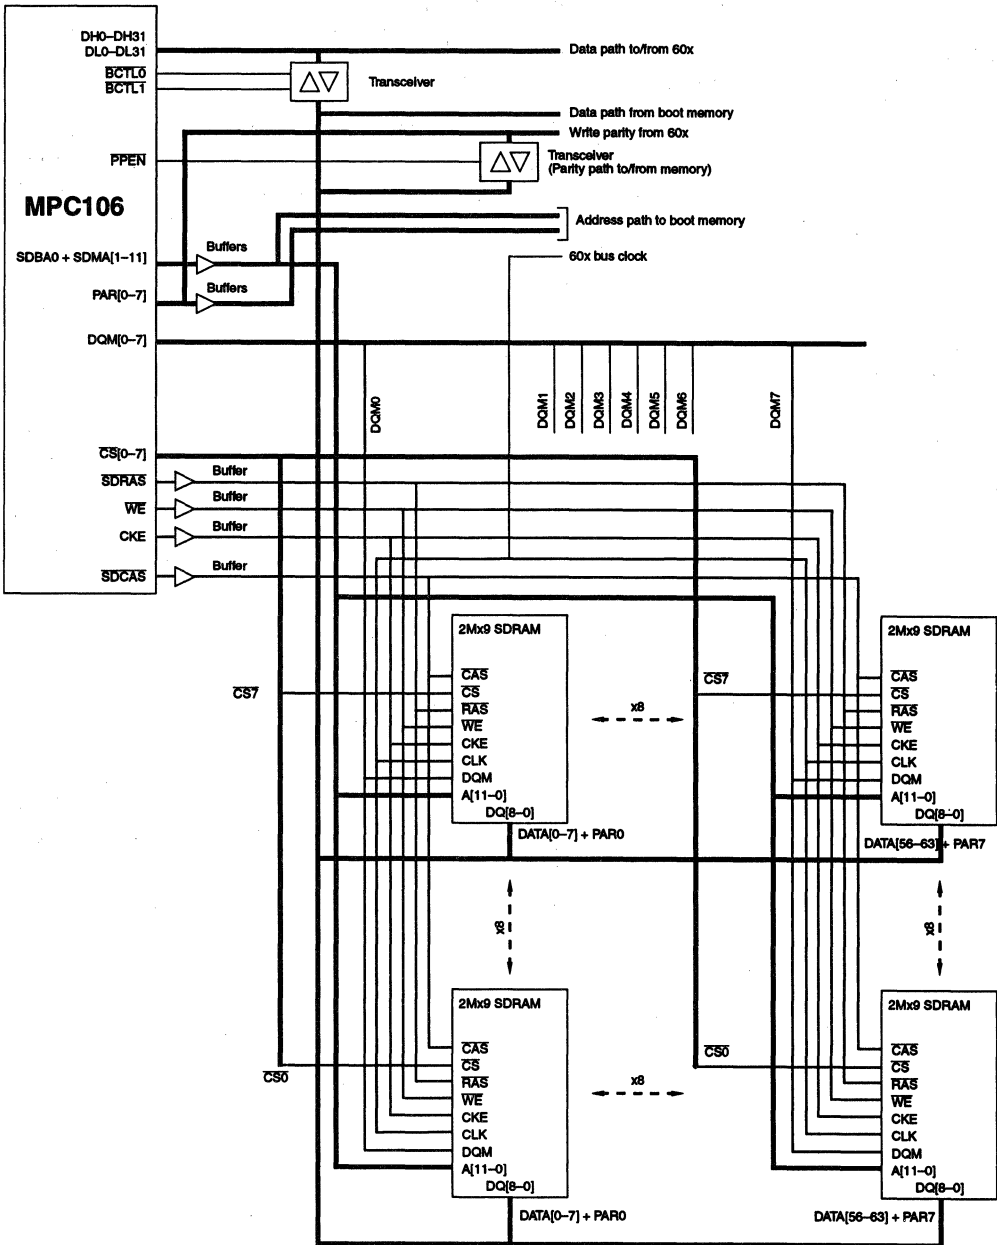 DH0–DH31
DL0–DL31
Data path to/from 60x
BCTL0
BCTL1
Transceiver
Data path from boot memory
Write parity from 60x
PPEN
Transceiver
(Parity path to/from memory)
MPC106
Address path to boot memory
SDBA0 + SDMA[1–11]
Buffers
60x bus clock
PAR[0–7]
Buffers
DQM[0–7]
DQM0
DQM1
DQM2
DQM3
DQM4
DQM5
DQM6
DQM7
CS[0–7]
SDRAS
Buffer
WE
Buffer
CKE
Buffer
SDCAS
Buffer
2Mx9 SDRAM
CAS
CS
RAS
WE
CKE
CLK
DQM
A[11–0]
DQ[8–0]
CS7
x8
CS7
2Mx9 SDRAM
CAS
CS
RAS
WE
CKE
CLK
DQM
A[11–0]
DQ[8–0]
DATA[0–7] + PAR0
DATA[56–63] + PAR7
x8
x8
2Mx9 SDRAM
CAS
CS
RAS
WE
CKE
CLK
DQM
A[11–0]
DQ[8–0]
CS0
x8
CS0
2Mx9 SDRAM
CAS
CS
RAS
WE
CKE
CLK
DQM
A[11–0]
DQ[8–0]
DATA[0–7] + PAR0
DATA[56–63] + PAR7